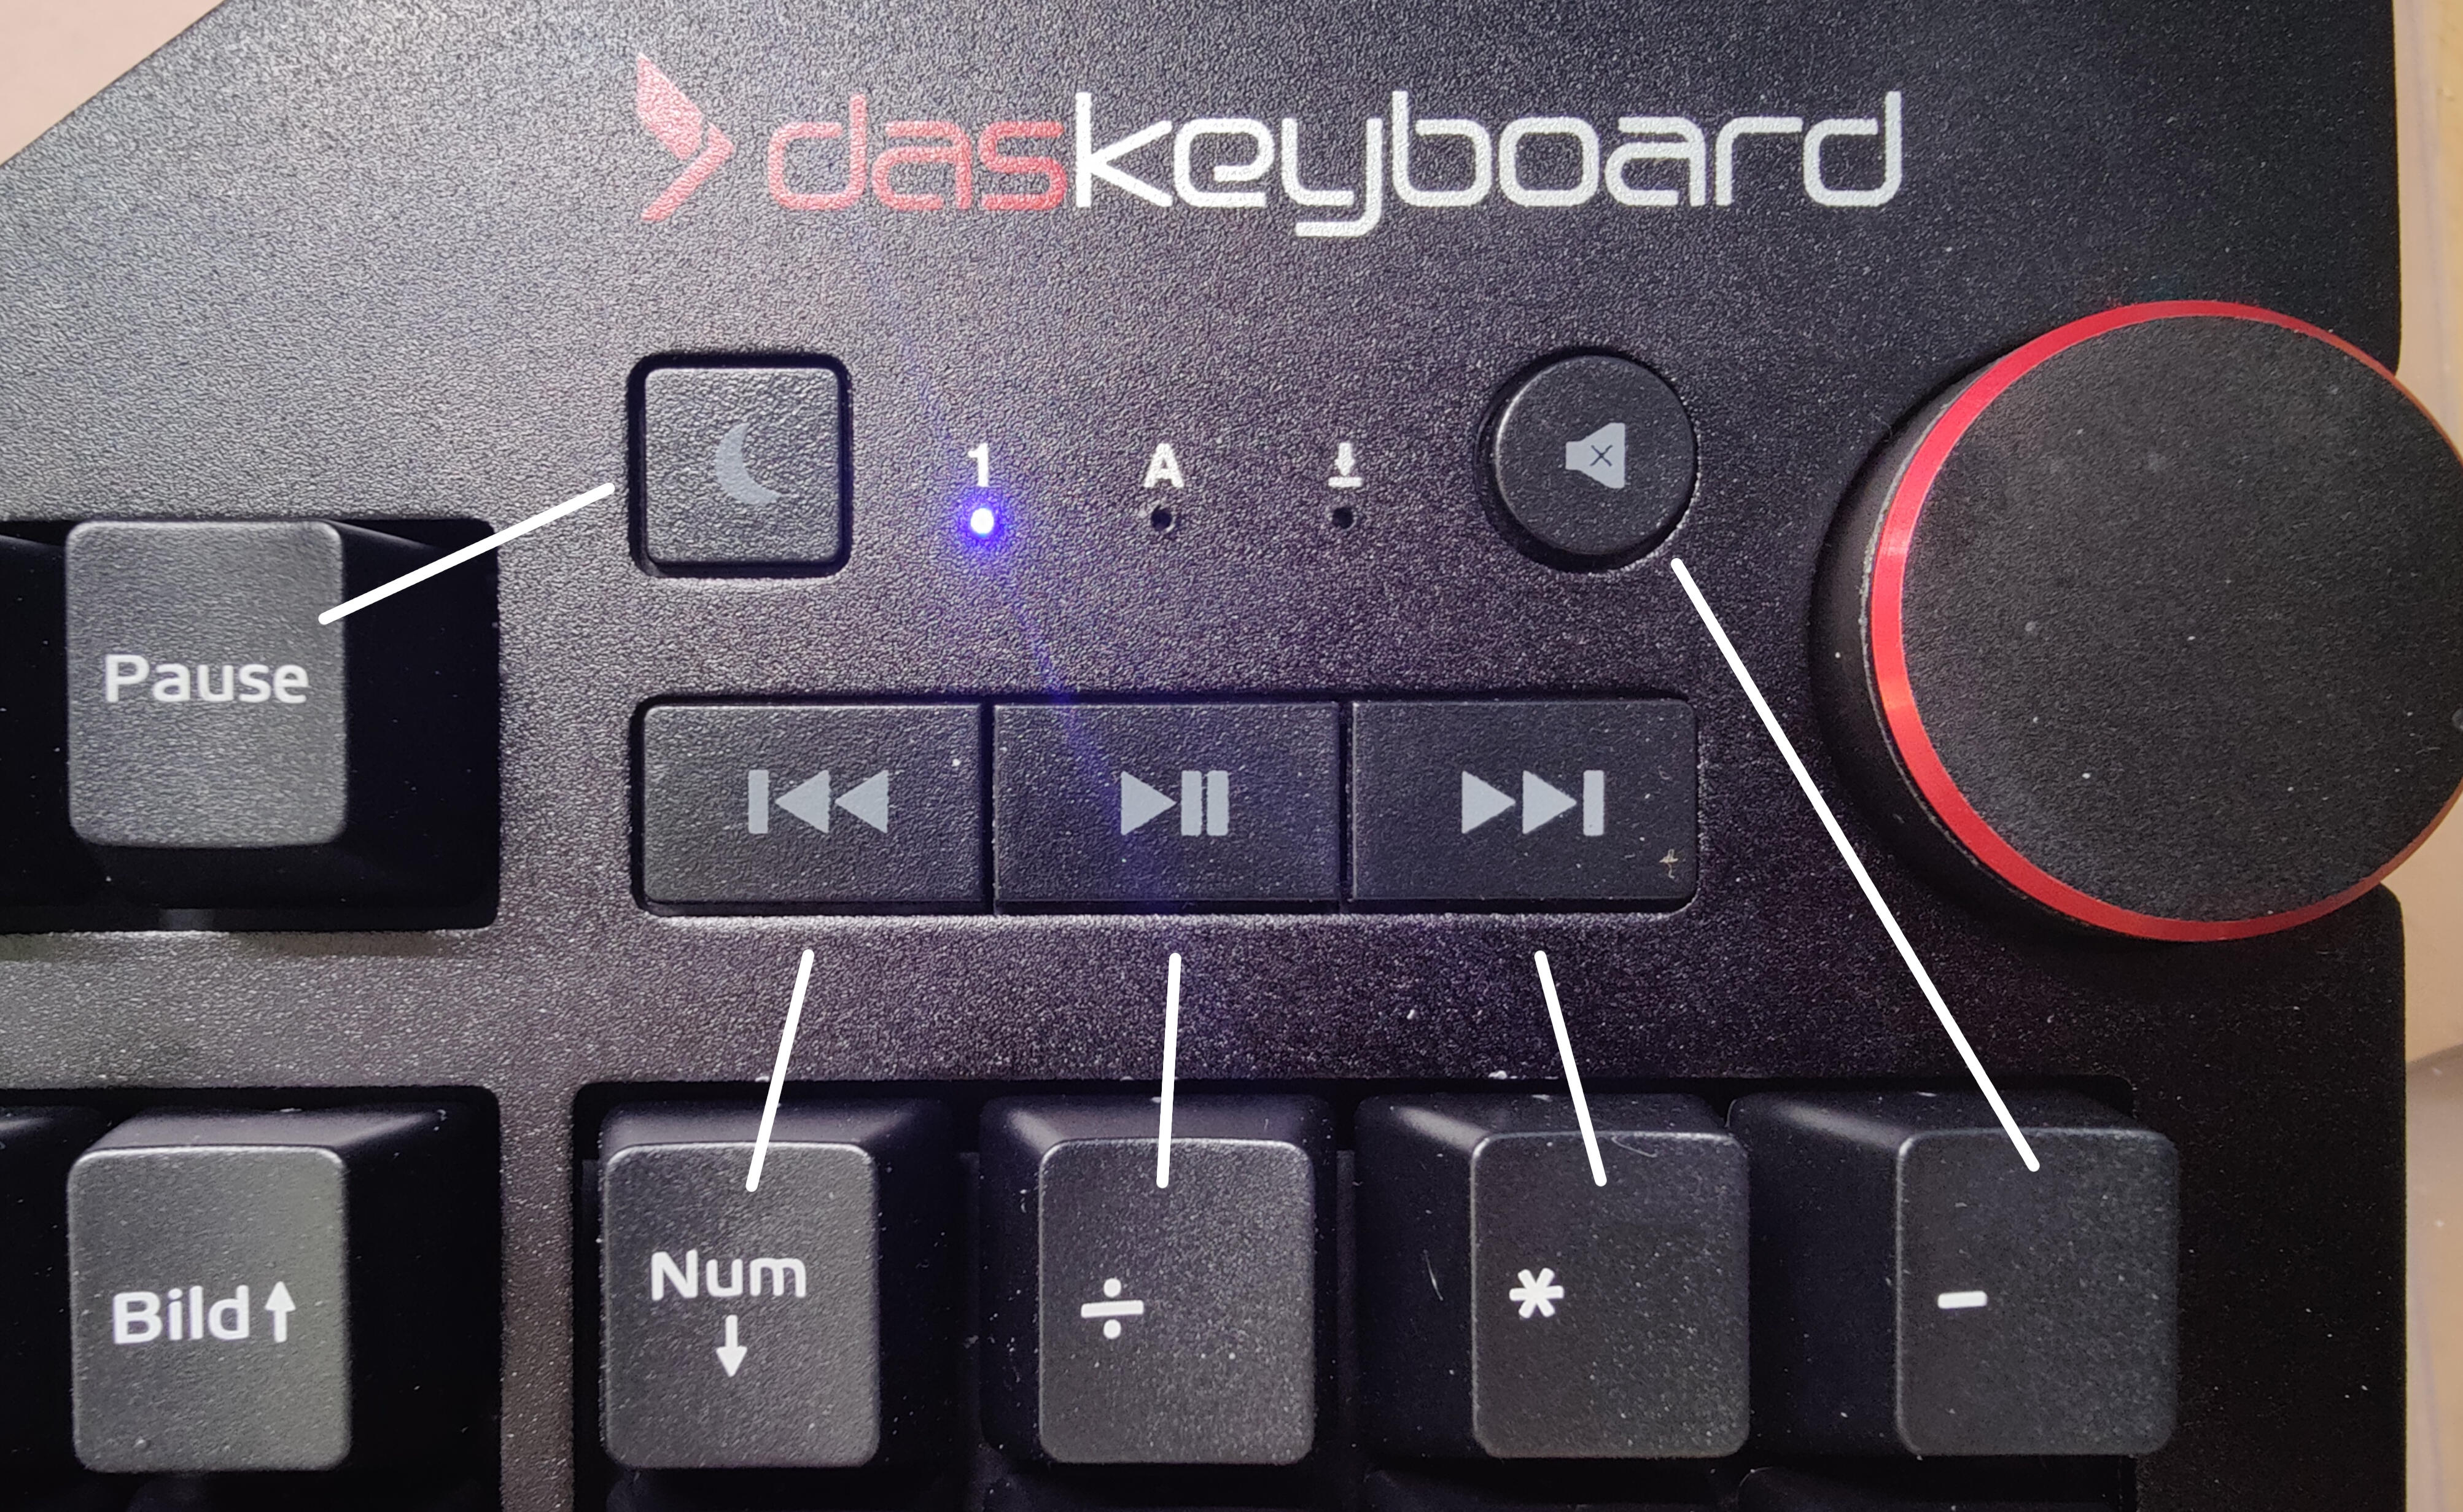 daskeyboard
1 A
Pause
Bild↑
Num
↓
÷
*
-